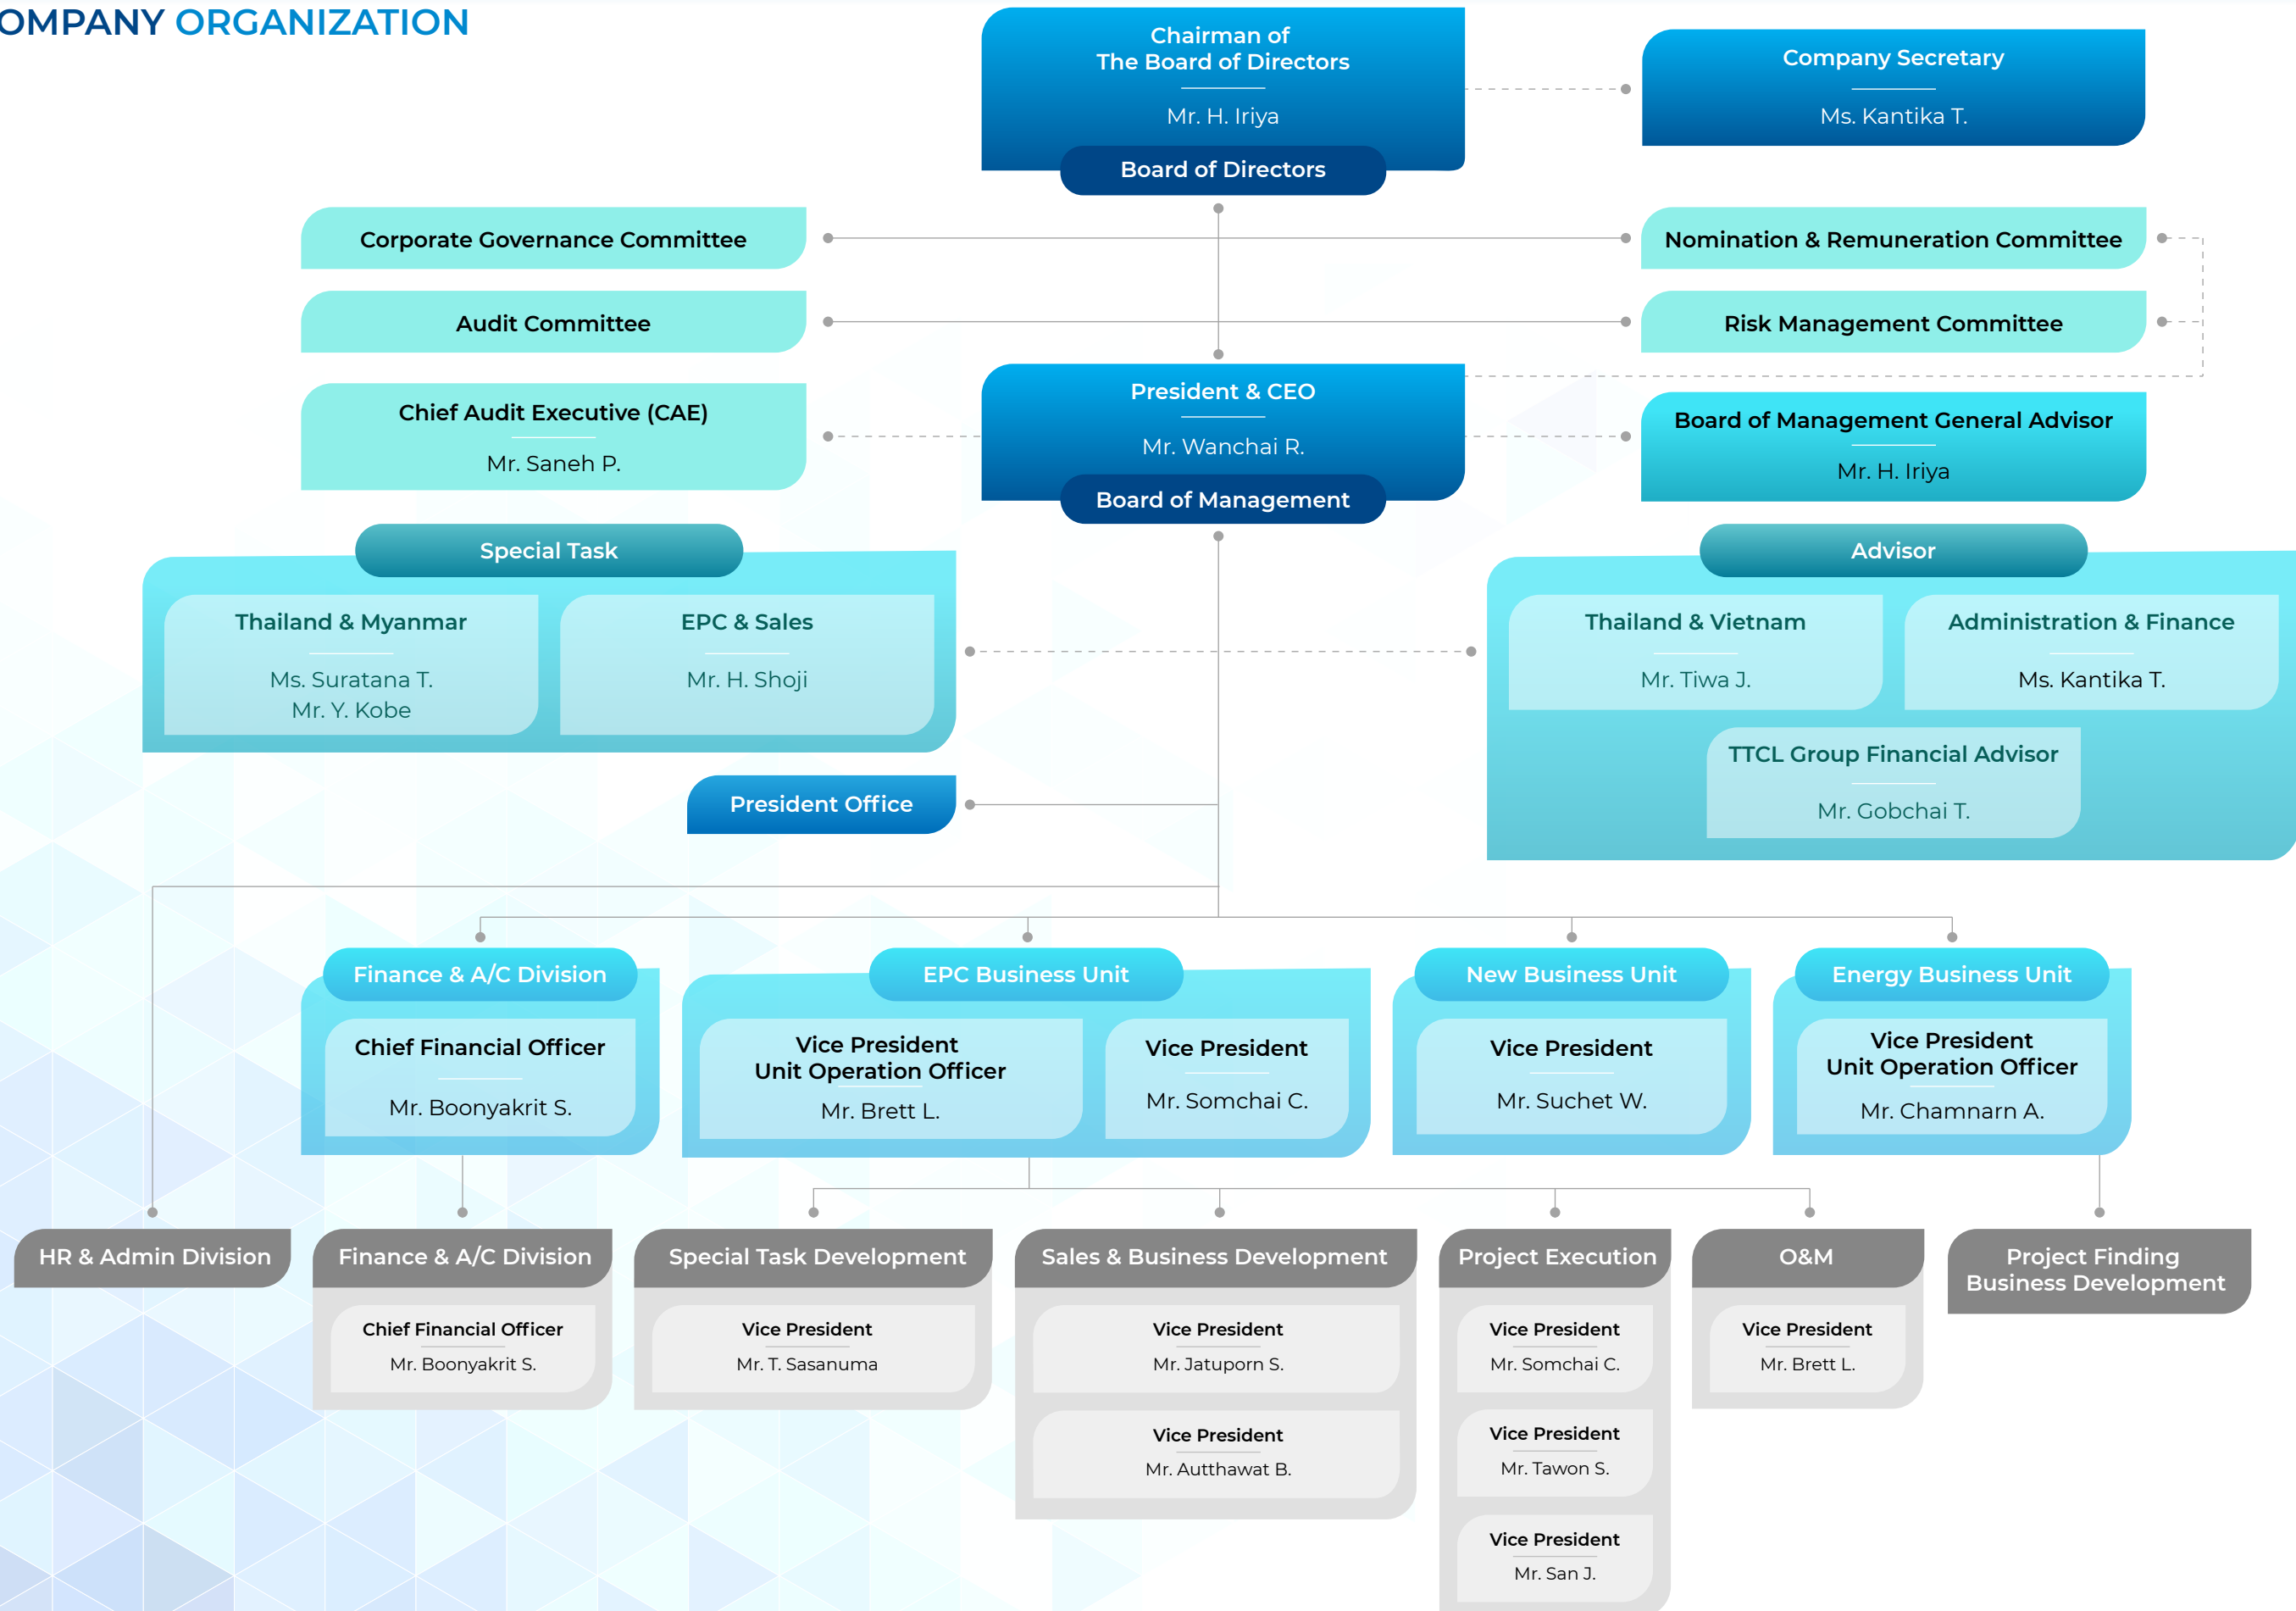 OMPANY ORGANIZATION
Chairman of
The Board of Directors
Mr. H. Iriya
Board of Directors
Company Secretary
Ms. Kantika T.
Corporate Governance Committee
Nomination & Remuneration Committee
Audit Committee
Risk Management Committee
Chief Audit Executive (CAE)
Mr. Saneh P.
President & CEO
Mr. Wanchai R.
Board of Management
Board of Management General Advisor
Mr. H. Iriya
Special Task
Thailand & Myanmar
Ms. Suratana T.
Mr. Y. Kobe
EPC & Sales
Mr. H. Shoji
Advisor
Thailand & Vietnam
Mr. Tiwa J.
Administration & Finance
Ms. Kantika T.
TTCL Group Financial Advisor
Mr. Gobchai T.
President Office
Finance & A/C Division
Chief Financial Officer
Mr. Boonyakrit S.
EPC Business Unit
Vice President
Unit Operation Officer
Mr. Brett L.
Vice President
Mr. Somchai C.
New Business Unit
Vice President
Mr. Suchet W.
Energy Business Unit
Vice President
Unit Operation Officer
Mr. Chamnarn A.
HR & Admin Division
Finance & A/C Division
Chief Financial Officer
Mr. Boonyakrit S.
Special Task Development
Vice President
Mr. T. Sasanuma
Sales & Business Development
Vice President
Mr. Jatuporn S.
Vice President
Mr. Autthawat B.
Project Execution
Vice President
Mr. Somchai C.
Vice President
Mr. Tawon S.
Vice President
Mr. San J.
O&M
Vice President
Mr. Brett L.
Project Finding
Business Development